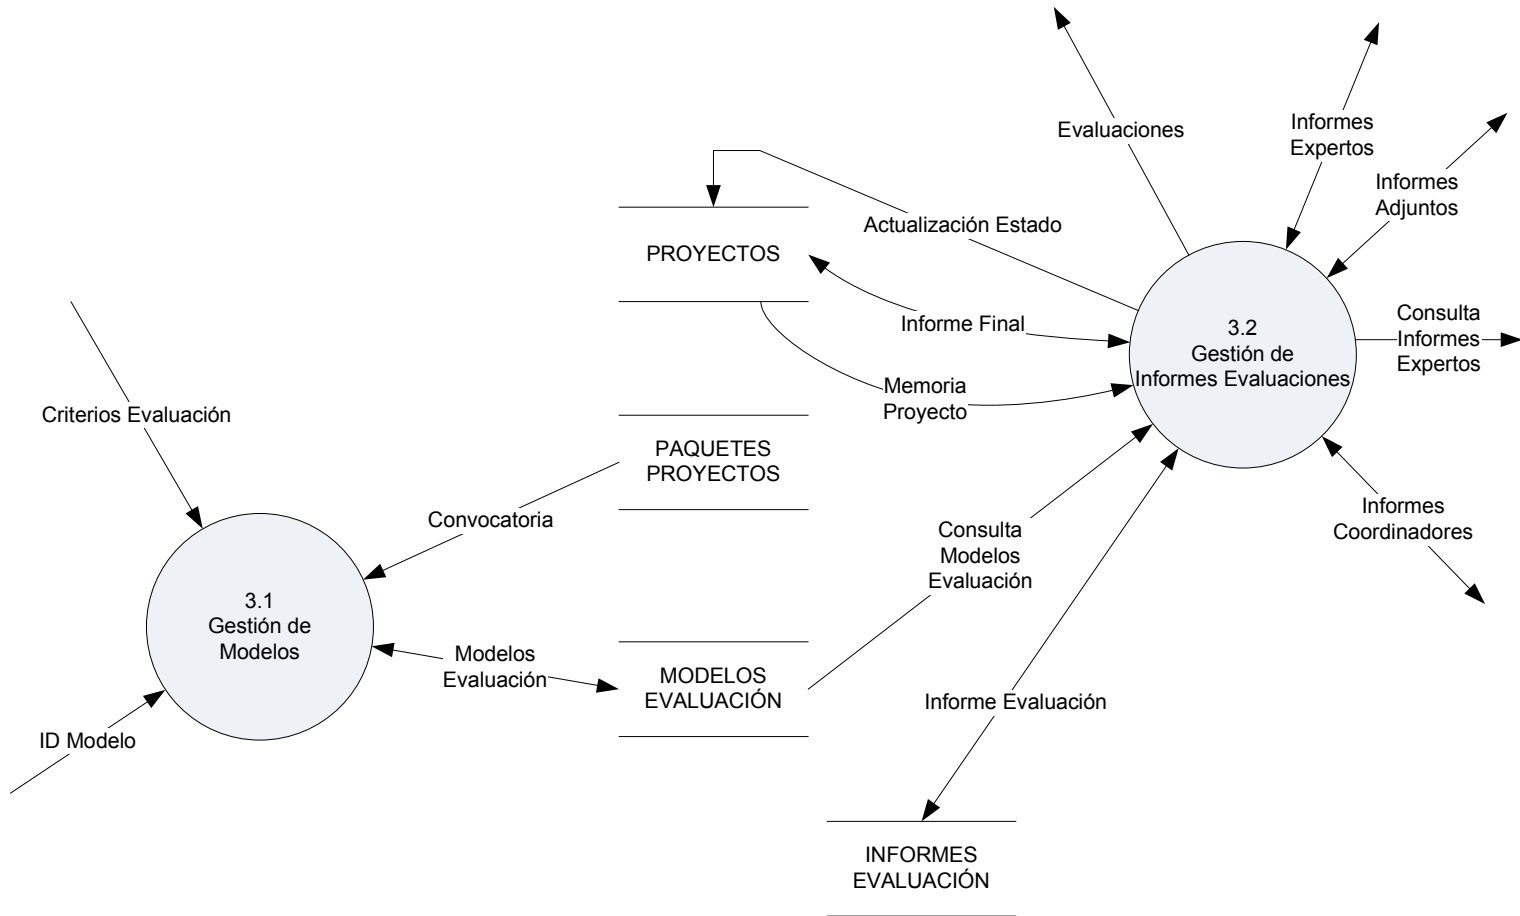 Evaluaciones
Informes
Expertos
Informes
Adjuntos
Actualización Estado
PROYECTOS
Informe Final
3.2
Gestión de
Informes Evaluaciones
Consulta
Informes
Expertos
Memoria
Proyecto
Criterios Evaluación
PAQUETES
PROYECTOS
Convocatoria
Informes
Coordinadores
Consulta
Modelos
Evaluación
3.1
Gestión de
Modelos
Modelos
Evaluación
MODELOS
EVALUACIÓN
Informe Evaluación
ID Modelo
INFORMES
EVALUACIÓN